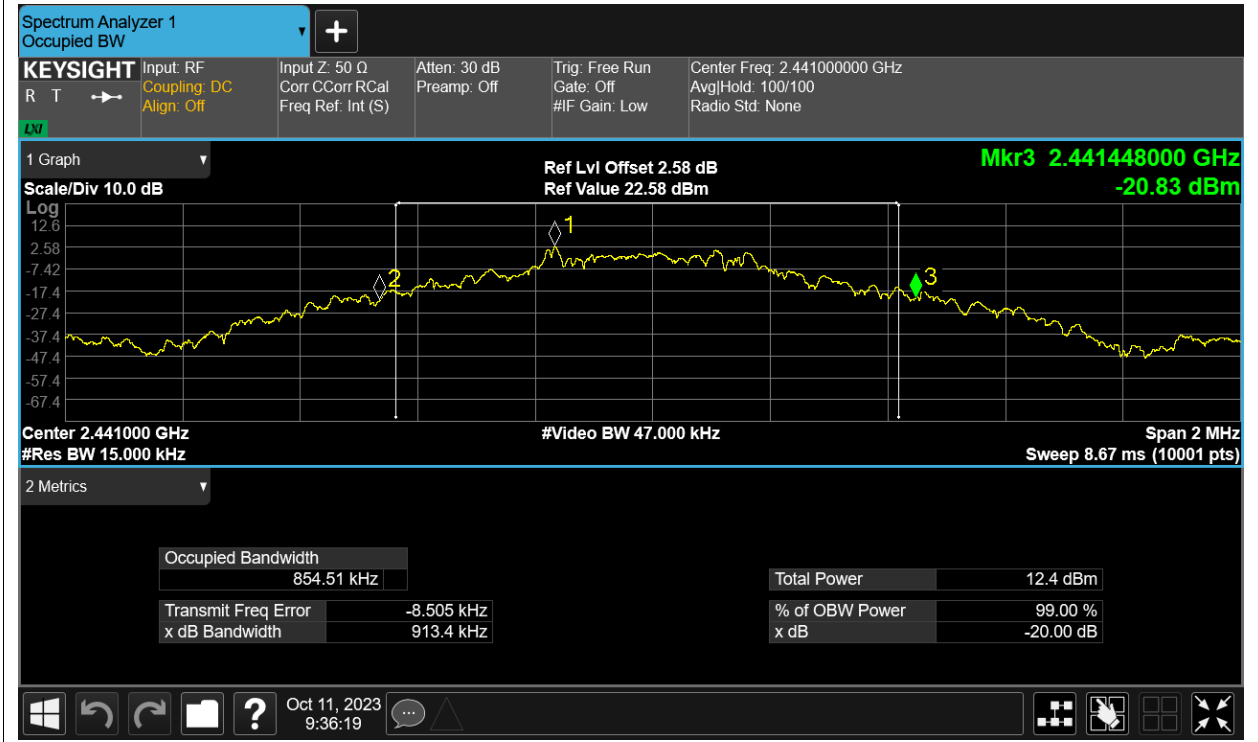 Spectrum Analyzer 1
Occupied BW
KEYSIGHT
R T
LXI
Input: RF
Coupling: DC
Align: Off
Input Z: 50 Ω
Corr CCorr RCal
Freq Ref: Int (S)
Atten: 30 dB
Preamp: Off
Trig: Free Run
Gate: Off
#IF Gain: Low
Center Freq: 2.441000000 GHz
Avg|Hold: 100/100
Radio Std: None
1 Graph
Scale/Div 10.0 dB
Ref Lvl Offset 2.58 dB
Ref Value 22.58 dBm
Mkr3 2.441448000 GHz
-20.83 dBm
Log
12.6
2.58
-7.42
-17.4
-27.4
-37.4
-47.4
-57.4
-67.4
1
2
3
Center 2.441000 GHz
#Video BW 47.000 kHz
Span 2 MHz
#Res BW 15.000 kHz
Sweep 8.67 ms (10001 pts)
2 Metrics
Occupied Bandwidth
854.51 kHz
Total Power 12.4 dBm
Transmit Freq Error -8.505 kHz
% of OBW Power 99.00 %
x dB Bandwidth 913.4 kHz
x dB -20.00 dB
?
Oct 11, 2023
9:36:19